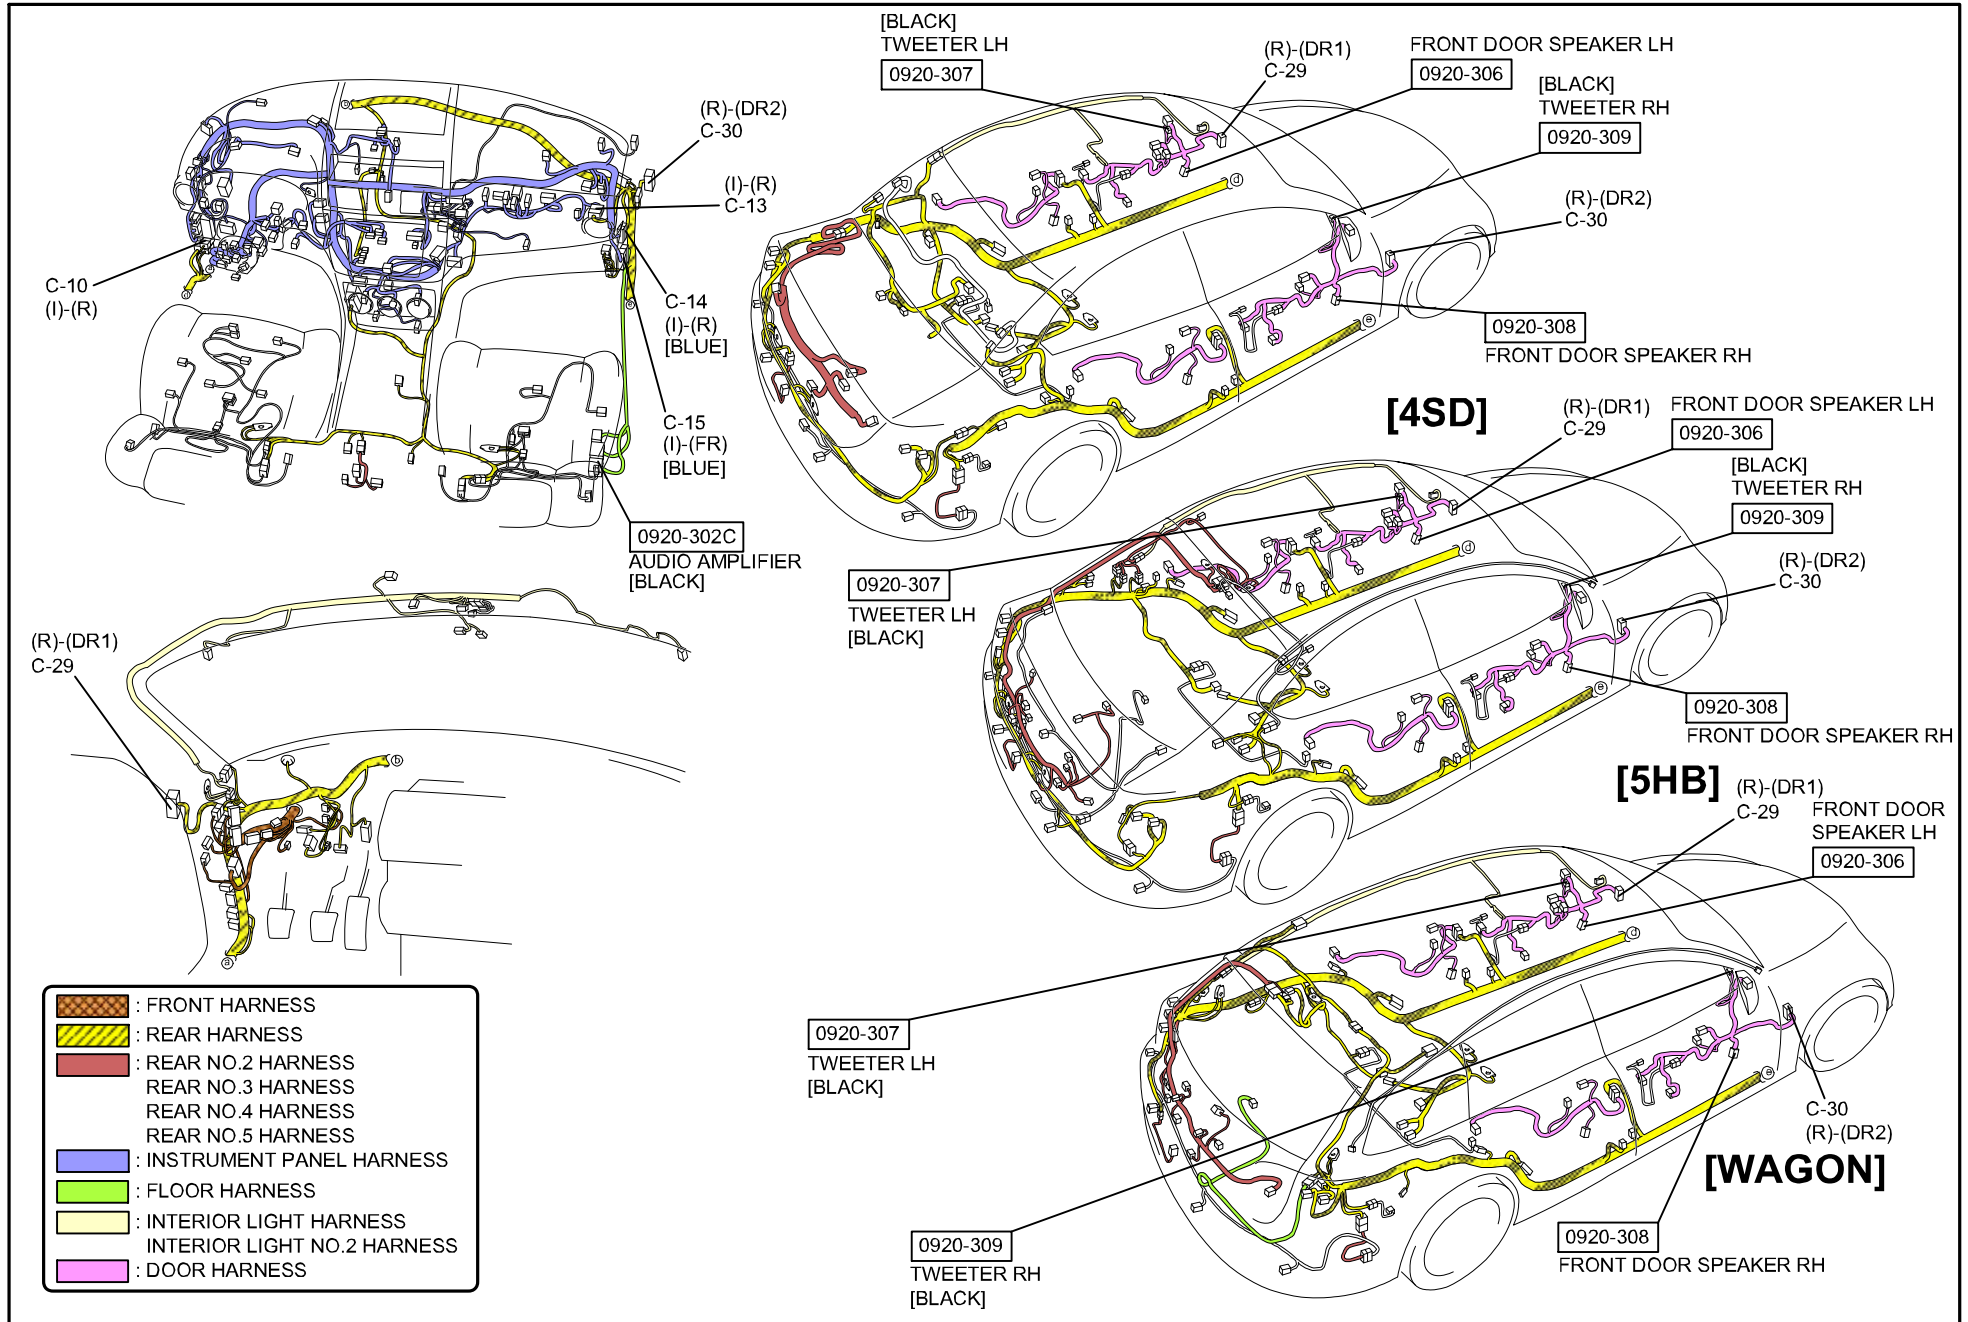 [BLACK]
TWEETER LH
0920-307
(R)-(DR1)
C-29
FRONT DOOR SPEAKER LH
0920-306
[BLACK]
TWEETER RH
0920-309
(R)-(DR2)
C-30
(I)-(R)
C-13
C-10
(I)-(R)
C-14
(I)-(R)
[BLUE]
C-15
(I)-(FR)
[BLUE]
0920-302C
AUDIO AMPLIFIER
[BLACK]
(R)-(DR2)
C-30
0920-308
FRONT DOOR SPEAKER RH
[4SD]
(R)-(DR1)
C-29
FRONT DOOR SPEAKER LH
0920-306
[BLACK]
TWEETER RH
0920-309
(R)-(DR2)
C-30
0920-307
TWEETER LH
[BLACK]
0920-308
FRONT DOOR SPEAKER RH
[5HB]
(R)-(DR1)
C-29
(R)-(DR1)
C-29
FRONT DOOR
SPEAKER LH
0920-306
0920-307
TWEETER LH
[BLACK]
C-30
(R)-(DR2)
[WAGON]
0920-309
TWEETER RH
[BLACK]
0920-308
FRONT DOOR SPEAKER RH
: FRONT HARNESS
: REAR HARNESS
: REAR NO.2 HARNESS
REAR NO.3 HARNESS
REAR NO.4 HARNESS
REAR NO.5 HARNESS
: INSTRUMENT PANEL HARNESS
: FLOOR HARNESS
: INTERIOR LIGHT HARNESS
INTERIOR LIGHT NO.2 HARNESS
: DOOR HARNESS